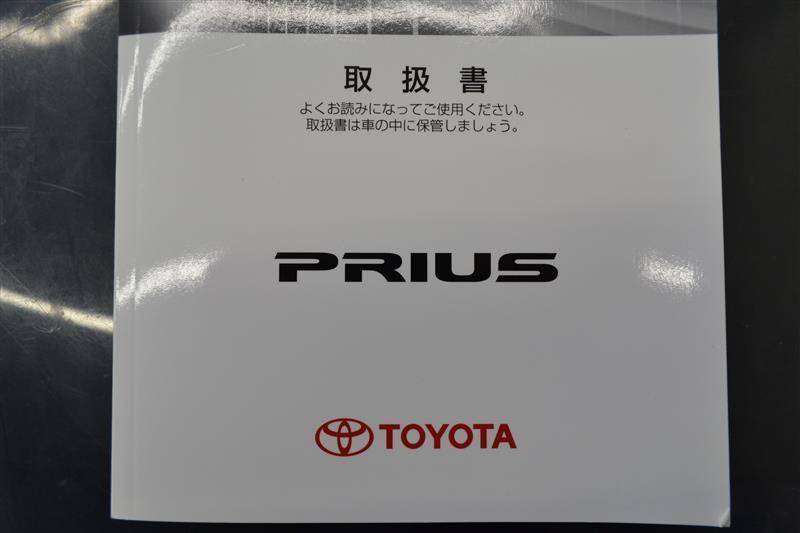 取扱書
よくお読みになってご使用ください。
取扱書は車の中に保管しましょう。
PRIUS
TOYOTA